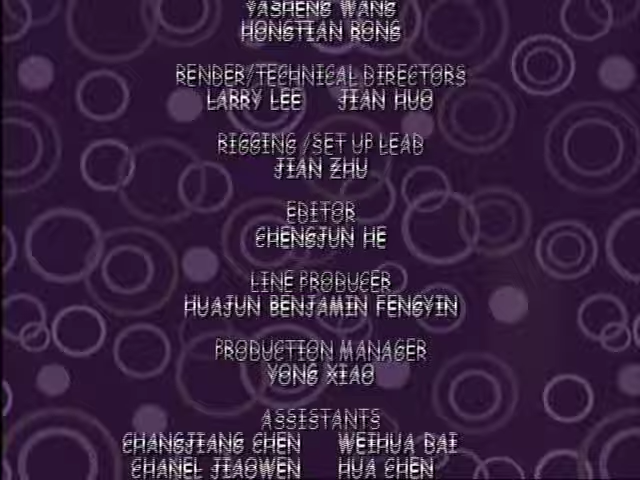 YASHENG WANG
HONGTIAN RONG
RENDER/TECHNICAL DIRECTORS
LARRY LEE JIAN HUO
RIGGING /SET UP LEAD
JIAN ZHU
EDITOR
CHENGJUN HE
LINE PRODUCER
HUAJUN BENJAMIN FENGYIN
PRODUCTION MANAGER
YONG XIAO
ASSISTANTS
CHANGJIANG CHEN WEIHUA DAI
CHANEL JIAOWEN HUA CHEN